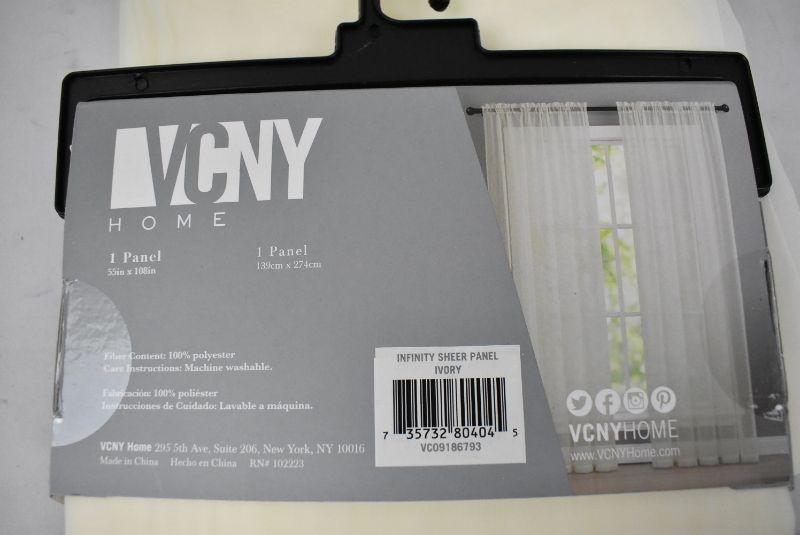 VCNY
HOME
1 Panel
55in x 108in
1 Panel
139cm x 274cm
Fiber Content: 100% polyester
Care Instructions: Machine washable.
Fabricación: 100% poliéster
Instrucciones de Cuidado: Lavable a máquina.
VCNY Home 295 5th Ave, Suite 206, New York, NY 10016
Made in China Hecho en China RN# 102223
INFINITY SHEER PANEL
IVORY
7 35732 80404 5
VC09186793
VCNYHOME
www.VCNYHome.com